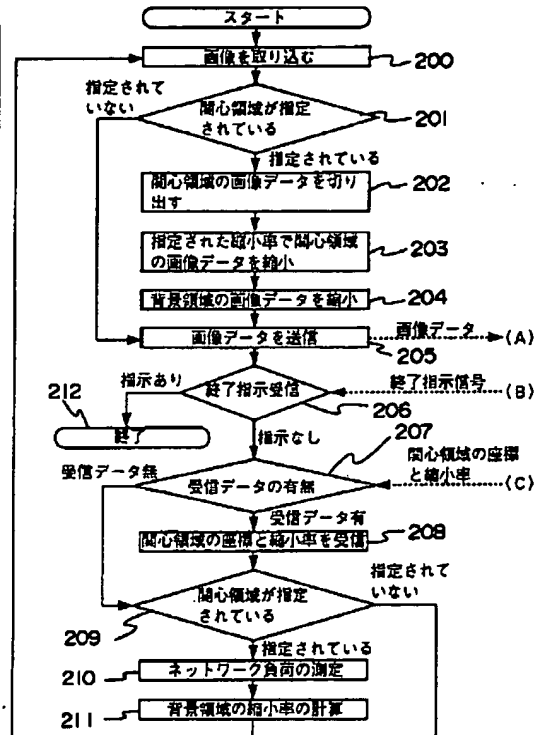 スタート
画像を取り込む
200
指定されて
いない
関心領域が指定
されている
201
指定されている
関心領域の画像データを切り
出す
202
指定された縮小率で関心領域
の画像データを縮小
203
背景領域の画像データを縮小
204
画像データを送信
205
画像データ
(A)
指示あり
終了指示受信
206
終了指示信号
(B)
212
終了
指示なし
207
関心領域の座標
と縮小率
(C)
受信データ無
受信データの有無
受信データ有
関心領域の座標と縮小率を受信
208
指定されて
いない
関心領域が指定
されている
209
指定されている
210
ネットワーク負荷の測定
211
背景領域の縮小率の計算